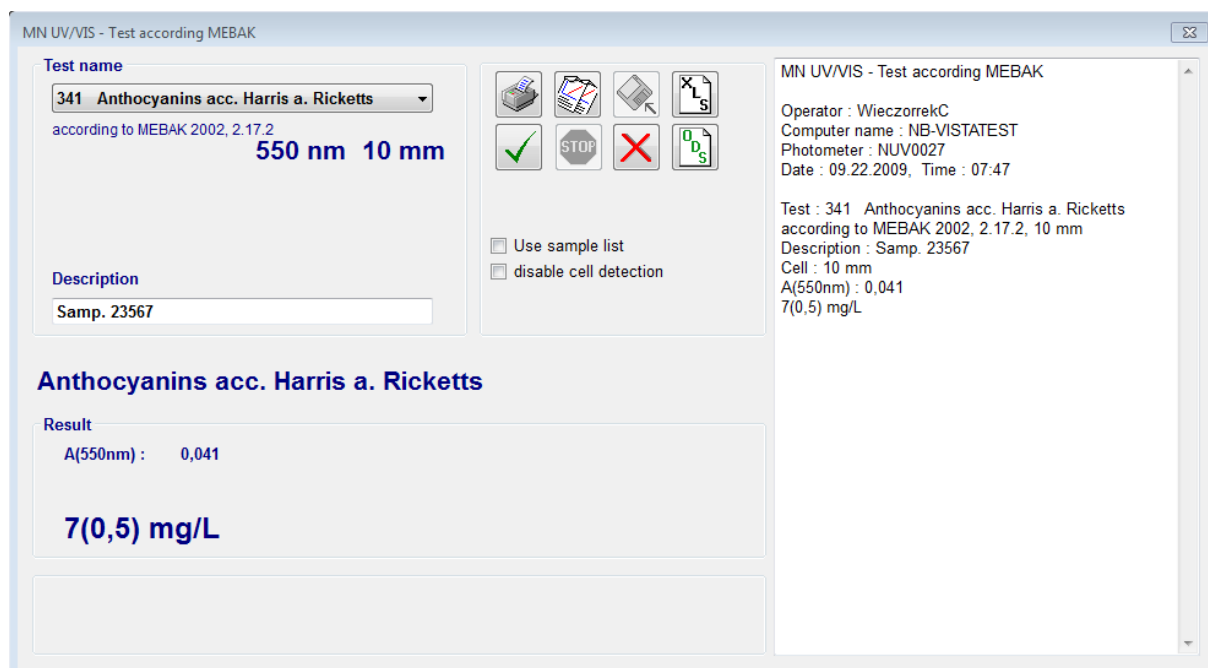 MN UV/VIS - Test according MEBAK
Test name
341 Anthocyanins acc. Harris a. Ricketts
according to MEBAK 2002, 2.17.2
550 nm 10 mm
Description
Samp. 23567
XLS
STOP
ODS
Use sample list
disable cell detection
Anthocyanins acc. Harris a. Ricketts
Result
A(550nm) : 0,041
7(0,5) mg/L
MN UV/VIS - Test according MEBAK
Operator : WieczorrekC
Computer name : NB-VISTATEST
Photometer : NUV0027
Date : 09.22.2009, Time : 07:47
Test : 341 Anthocyanins acc. Harris a. Ricketts
according to MEBAK 2002, 2.17.2, 10 mm
Description : Samp. 23567
Cell : 10 mm
A(550nm) : 0,041
7(0,5) mg/L